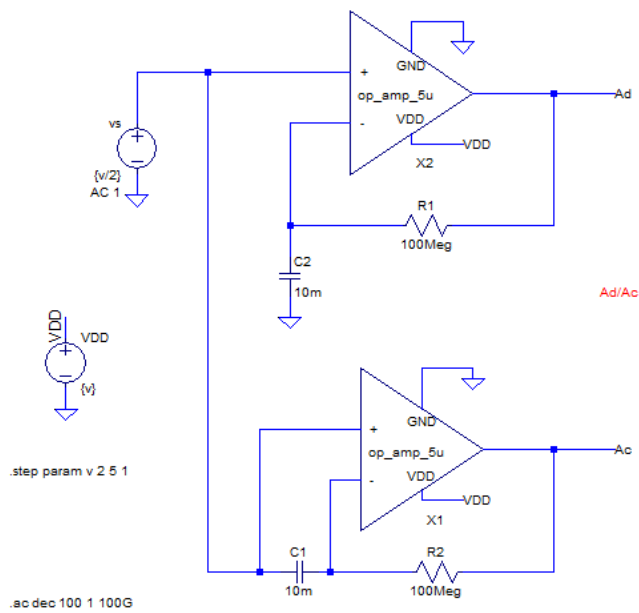 GND
+
op_amp_5u
Ad
-
VDD
VDD
X2
vs
+
-
{v/2}
AC 1
R1
100Meg
C2
10m
Ad/Ac
VDD
VDD
+
-
{v}
GND
+
op_amp_5u
Ac
-
VDD
VDD
X1
.step param v 2 5 1
C1
10m
R2
100Meg
.ac dec 100 1 100G